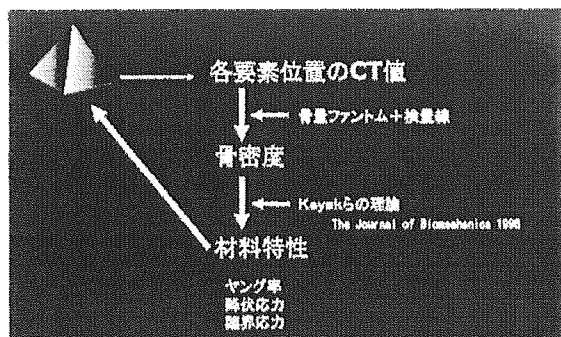 各要素位置のCT値
骨量ファントム+検量線
骨密度
Keyakらの理論
The Journal of Biomechanics 1998
材料特性
ヤング率
降伏応力
臨界応力